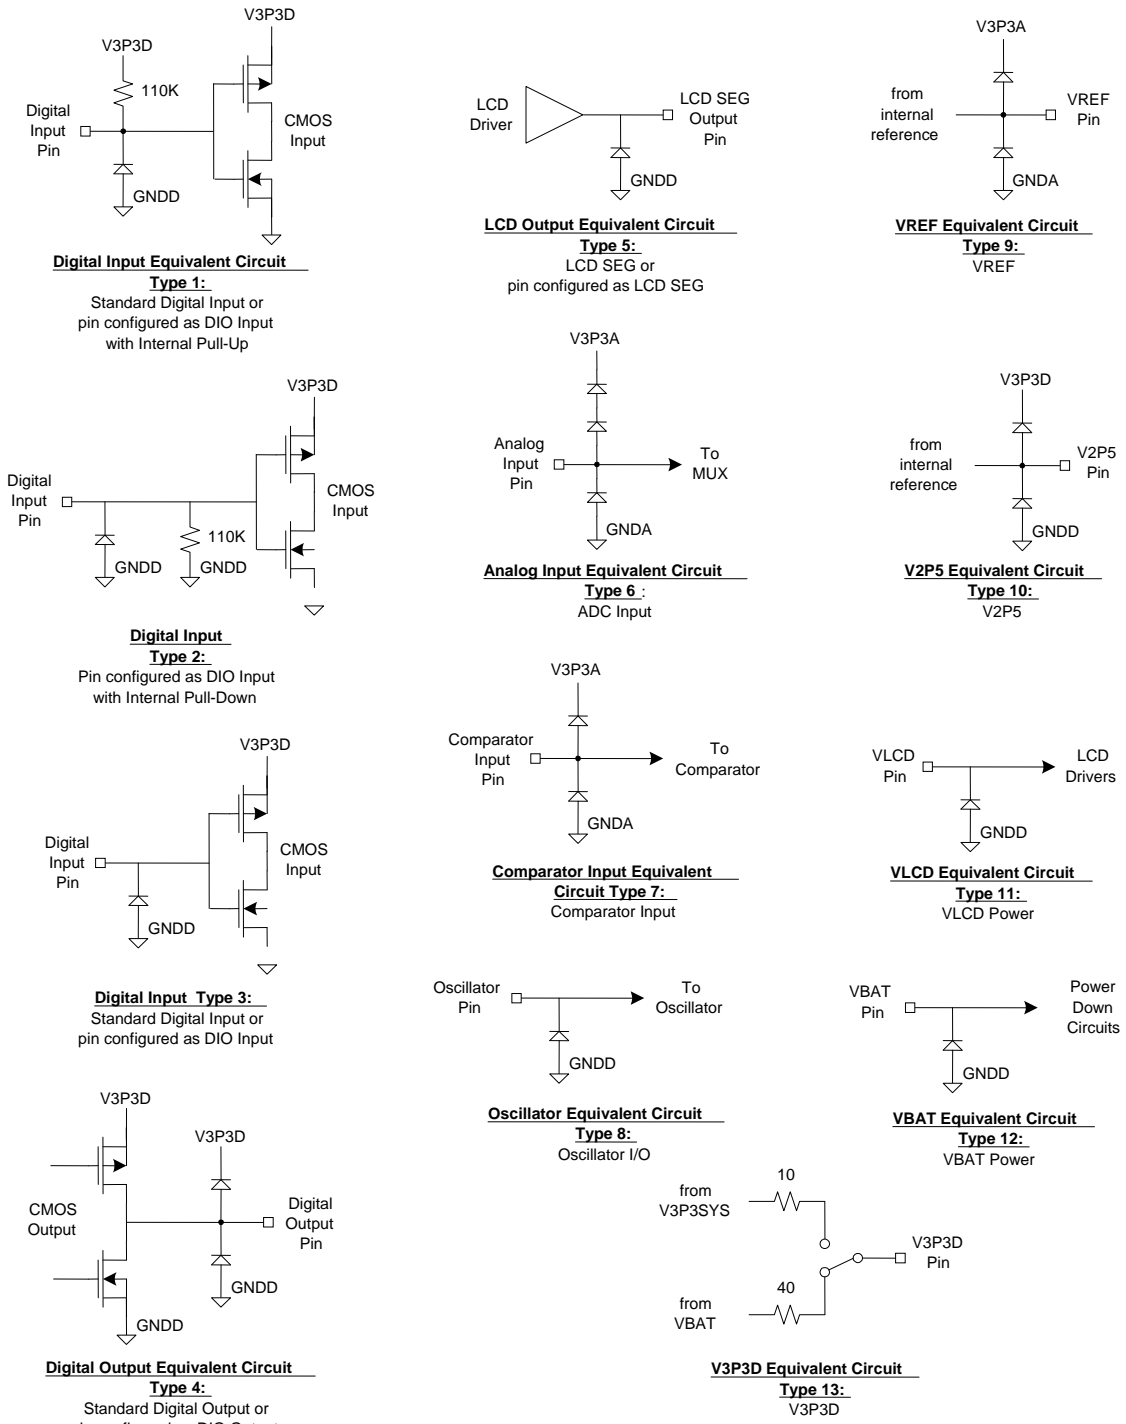 V3P3D
V3P3D
110K
Digital
Input
Pin
CMOS
Input
GNDD
Digital Input Equivalent Circuit
Type 1:
Standard Digital Input or
pin configured as DIO Input
with Internal Pull-Up
V3P3D
Digital
Input
Pin
CMOS
Input
110K
GNDD
GNDD
Digital Input
Type 2:
Pin configured as DIO Input
with Internal Pull-Down
V3P3D
Digital
Input
Pin
CMOS
Input
GNDD
Digital Input Type 3:
Standard Digital Input or
pin configured as DIO Input
V3P3D
V3P3D
CMOS
Output
Digital
Output
Pin
GNDD
GNDD
Digital Output Equivalent Circuit
Type 4:
Standard Digital Output or
LCD
Driver
LCD SEG
Output
Pin
GNDD
LCD Output Equivalent Circuit
Type 5:
LCD SEG or
pin configured as LCD SEG
V3P3A
Analog
Input
Pin
To
MUX
GNDA
Analog Input Equivalent Circuit
Type 6 :
ADC Input
V3P3A
Comparator
Input
Pin
To
Comparator
GNDA
Comparator Input Equivalent
Circuit Type 7:
Comparator Input
Oscillator
Pin
To
Oscillator
GNDD
Oscillator Equivalent Circuit
Type 8:
Oscillator I/O
V3P3A
from
internal
reference
VREF
Pin
GNDA
VREF Equivalent Circuit
Type 9:
VREF
V3P3D
from
internal
reference
V2P5
Pin
GNDD
V2P5 Equivalent Circuit
Type 10:
V2P5
VLCD
Pin
LCD
Drivers
GNDD
VLCD Equivalent Circuit
Type 11:
VLCD Power
VBAT
Pin
Power
Down
Circuits
GNDD
VBAT Equivalent Circuit
Type 12:
VBAT Power
10
from
V3P3SYS
V3P3D
Pin
40
from
VBAT
V3P3D Equivalent Circuit
Type 13:
V3P3D